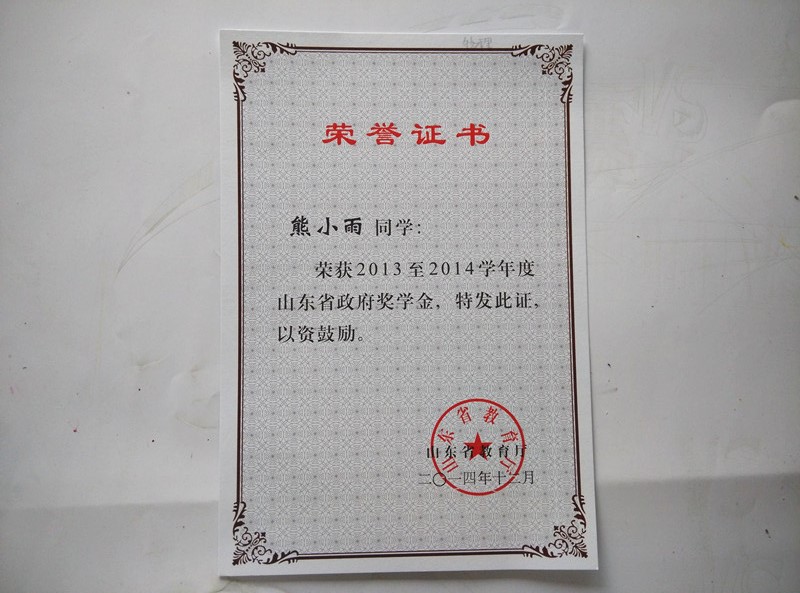 荣誉证书
熊小雨 同学：
荣获2013至2014学年度
山东省政府奖学金，特发此证，
以资鼓励。
山东省教育厅
山东省教育厅
二〇一四年十二月